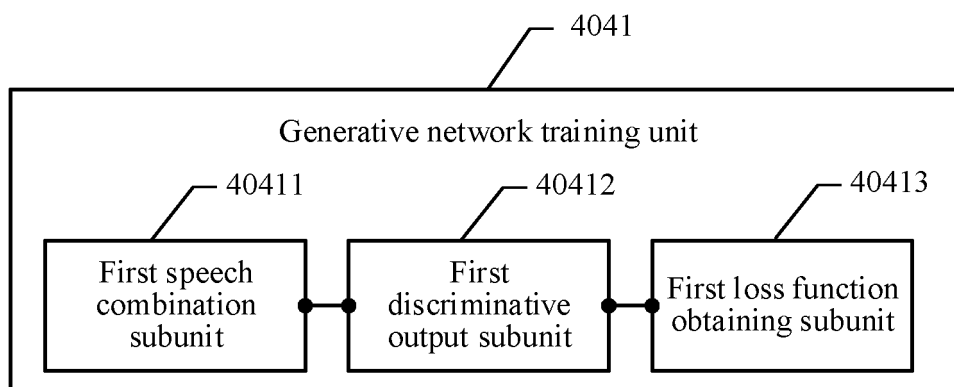 4041
Generative network training unit
40411
40412
40413
First speech
combination
subunit
First
discriminative
output subunit
First loss function
obtaining subunit